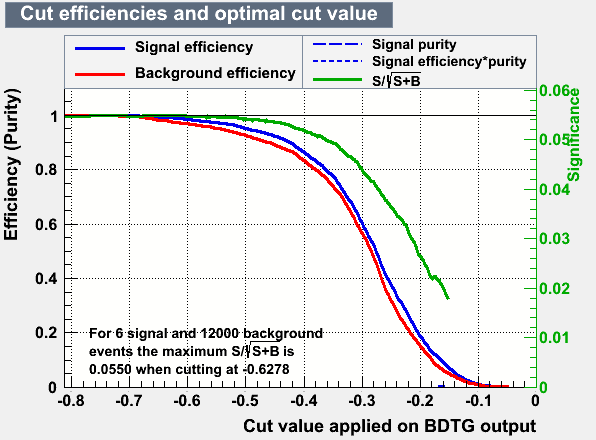 Cut efficiencies and optimal cut value
Signal efficiency
Background efficiency
Signal purity
Signal efficiency*purity
S/√S+B
Efficiency (Purity)
1
0.8
0.6
0.4
0.2
0
Significance
0.06
0.05
0.04
0.03
0.02
0.01
0
For 6 signal and 12000 background
events the maximum S/√S+B is
0.0550 when cutting at -0.6278
-0.8 -0.7 -0.6 -0.5 -0.4 -0.3 -0.2 -0.1 0
Cut value applied on BDTG output